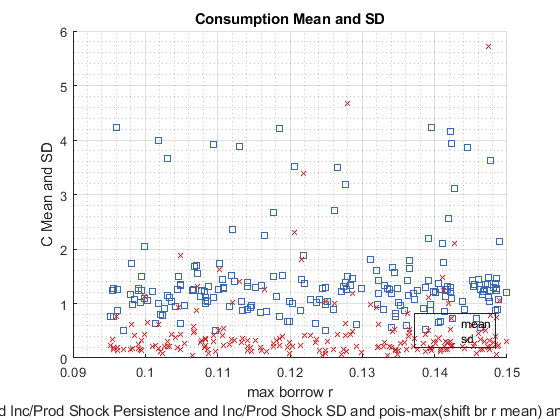 Consumption Mean and SD
6
5
4
3
2
1
0
C Mean and SD
mean
sd
0.09
0.1
0.11
0.12
0.13
0.14
0.15
max borrow r
d Inc/Prod Shock Persistence and Inc/Prod Shock SD and pois-max(shift br r mean) an